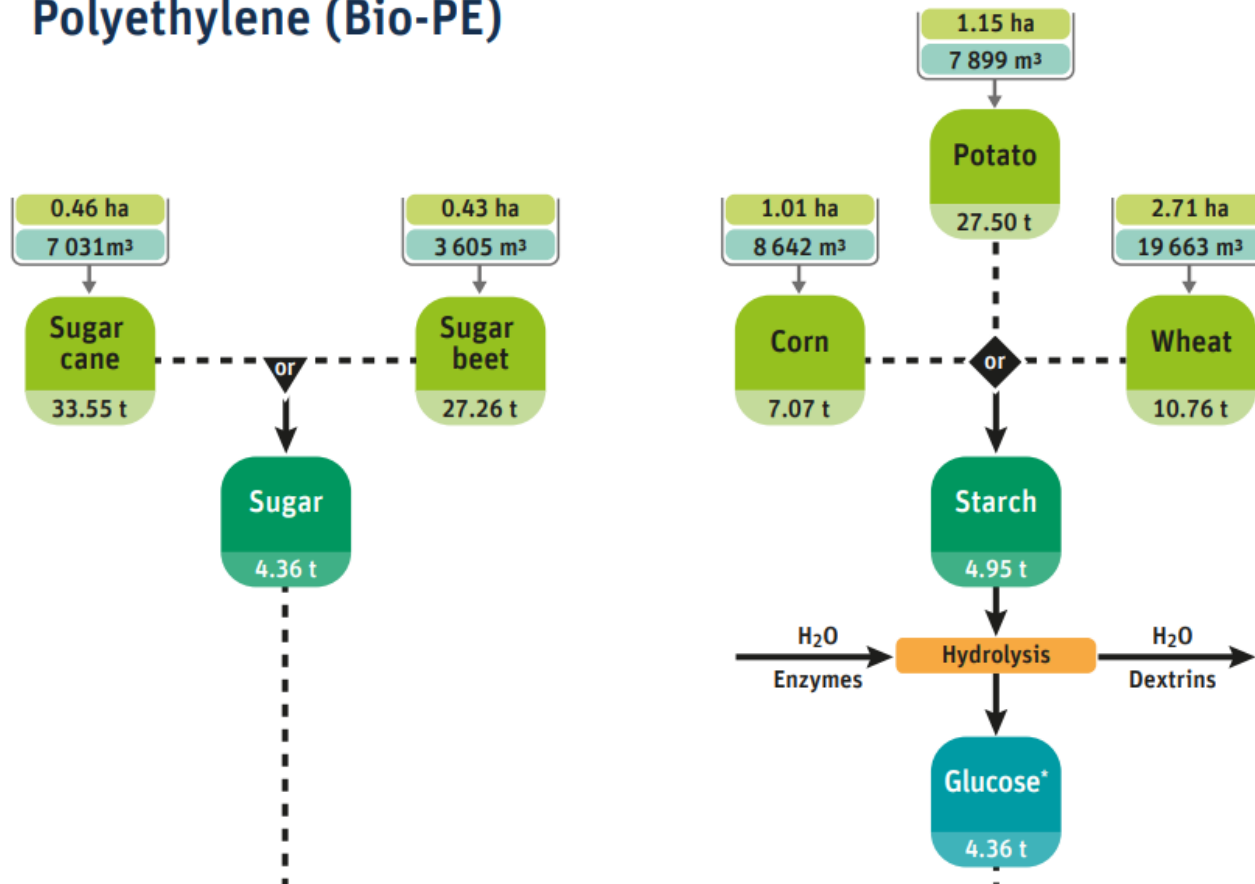 Polyethylene (Bio-PE)
1.15 ha
7 899 m³
Potato
27.50 t
0.46 ha
7 031m³
Sugar
cane
33.55 t
or
0.43 ha
3 605 m³
Sugar
beet
27.26 t
1.01 ha
8 642 m³
Corn
7.07 t
or
2.71 ha
19 663 m³
Wheat
10.76 t
Sugar
4.36 t
Starch
4.95 t
H₂O
Enzymes
Hydrolysis
H₂O
Dextrins
Glucose*
4.36 t